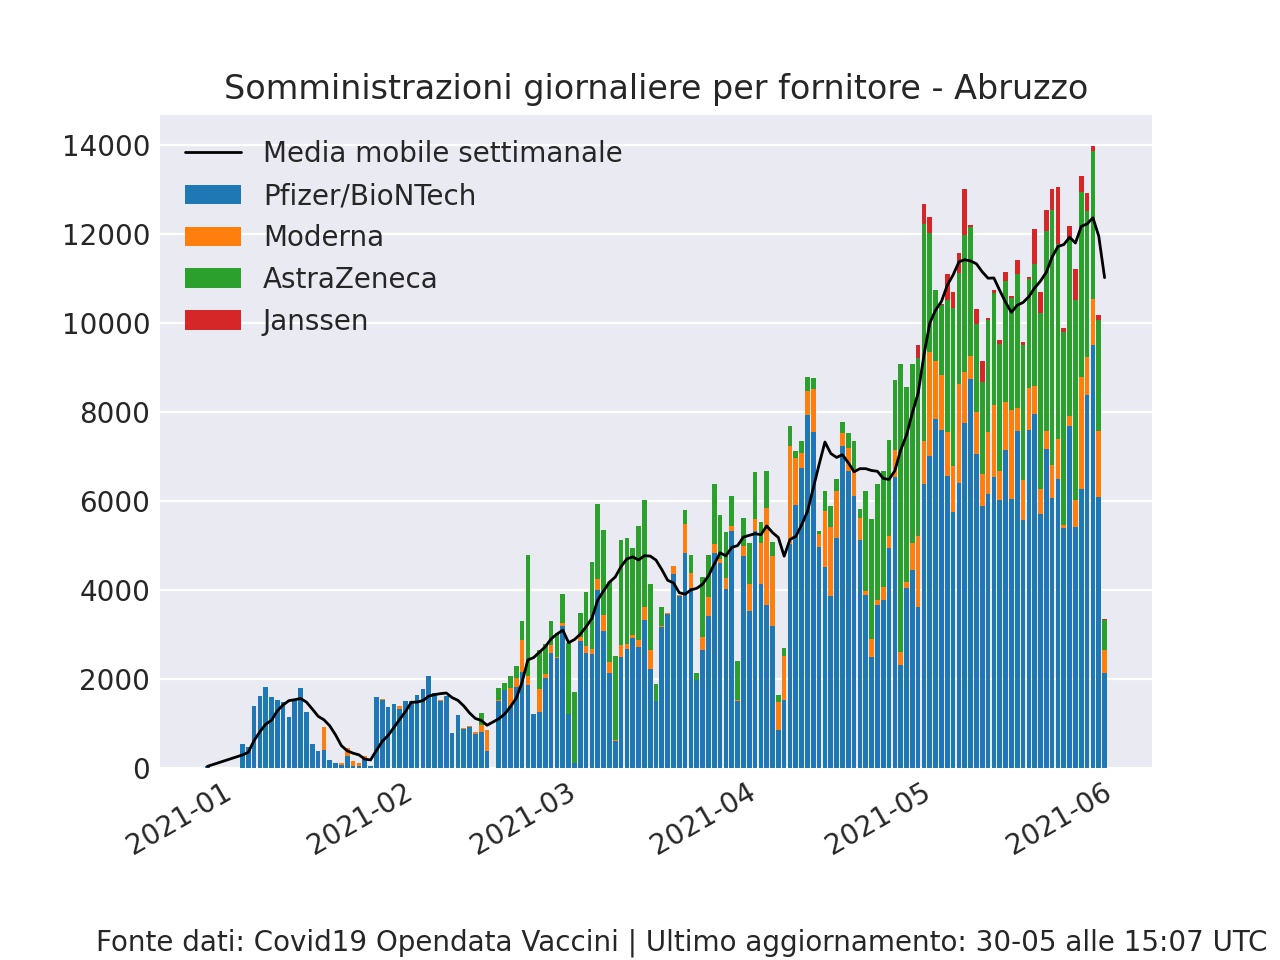 Somministrazioni giornaliere per fornitore - Abruzzo
14000
12000
10000
8000
6000
4000
2000
0
Media mobile settimanale
Pfizer/BioNTech
Moderna
AstraZeneca
Janssen
2021-01
2021-02
2021-03
2021-04
2021-05
2021-06
Fonte dati: Covid19 Opendata Vaccini | Ultimo aggiornamento: 30-05 alle 15:07 UTC